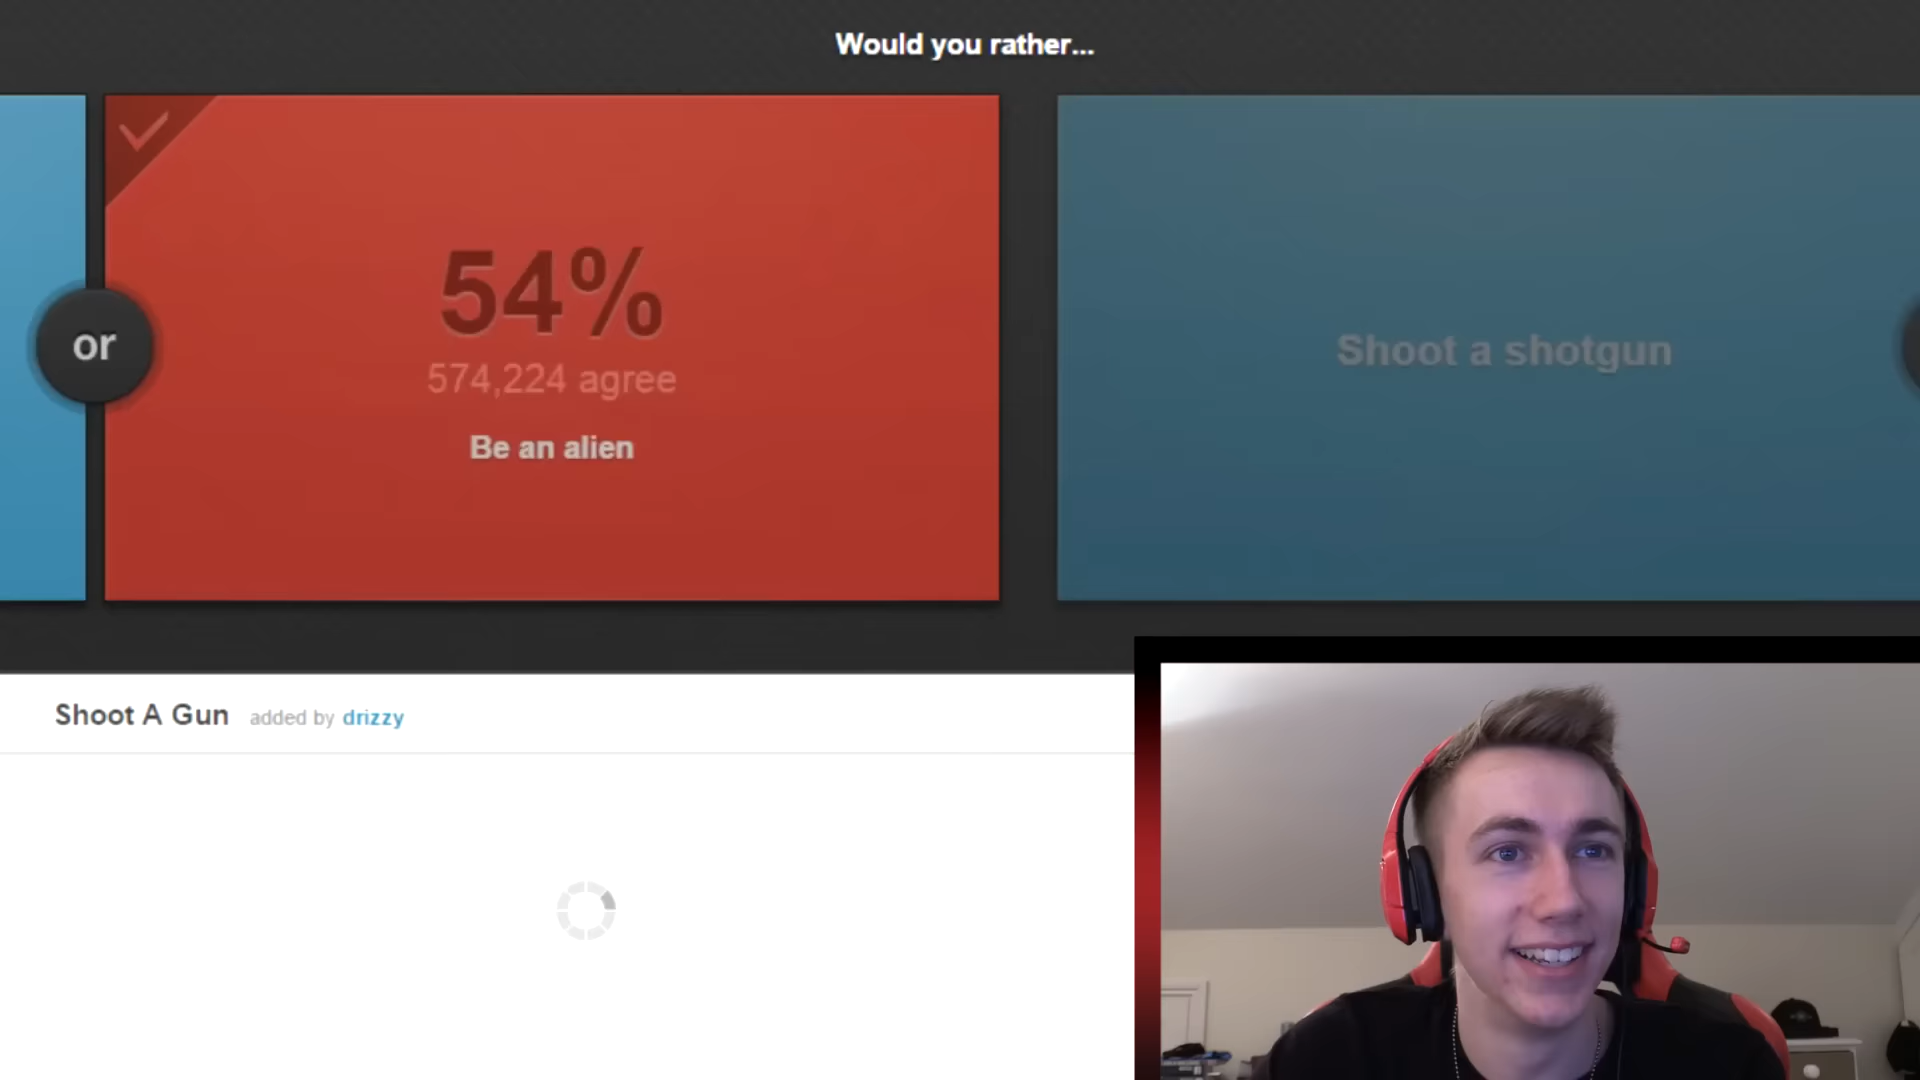 Would you rather...
or
54%
574,224 agree
Be an alien
Shoot a shotgun
Shoot A Gun added by drizzy